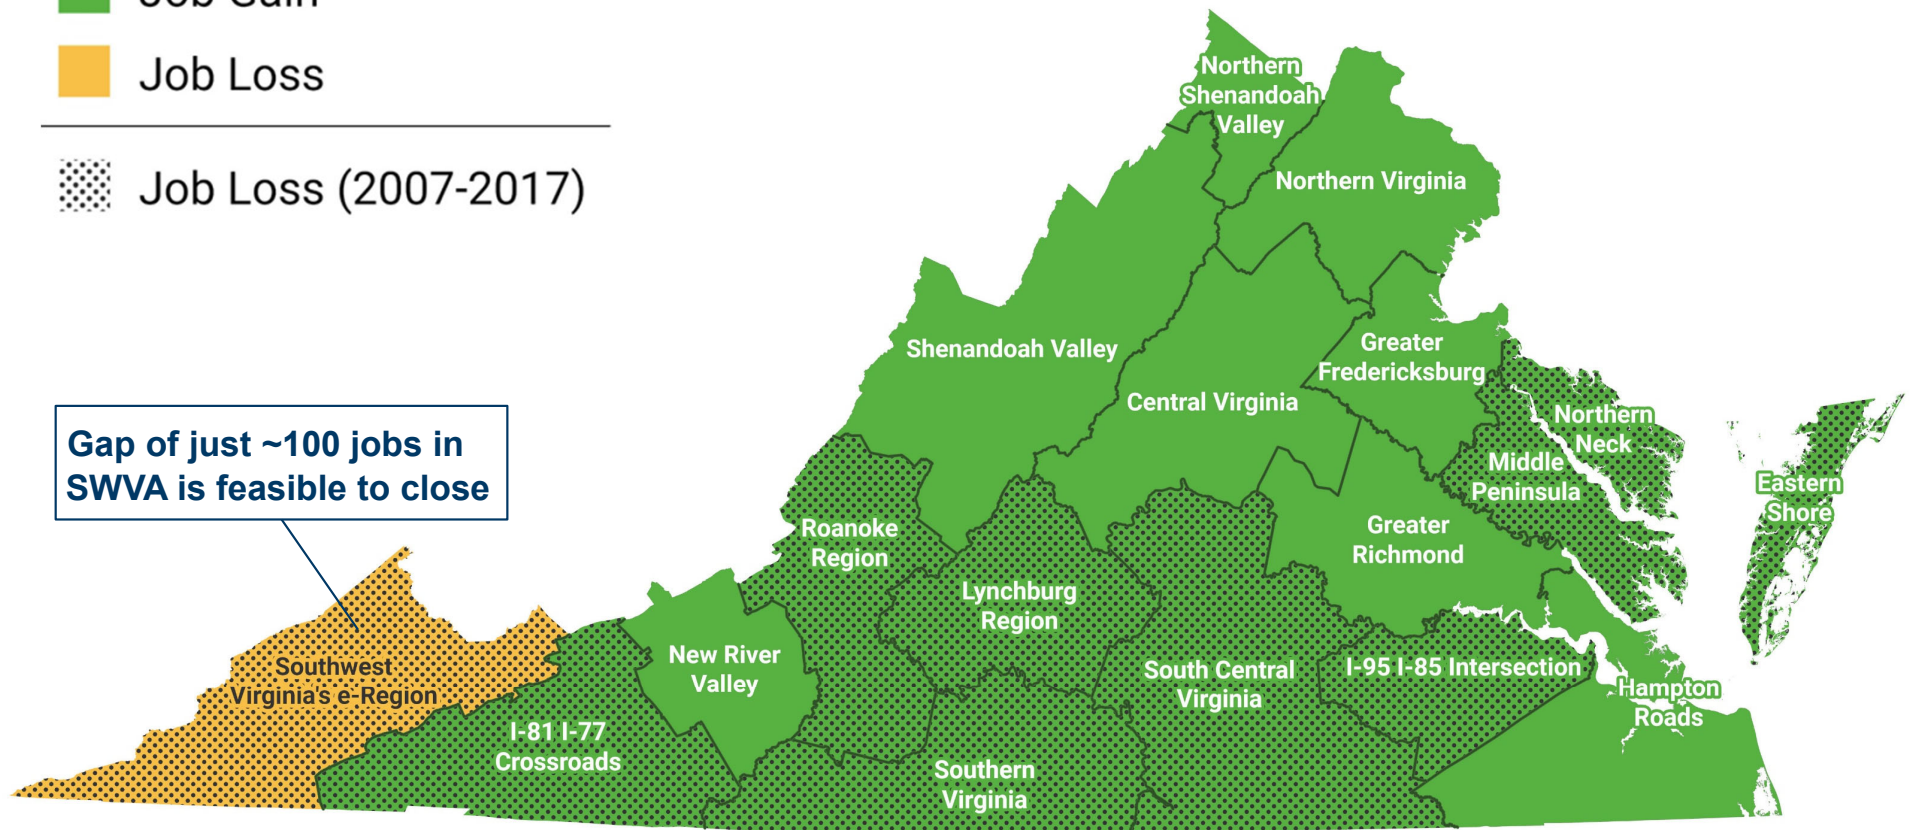 Job Gain
Job Loss
Job Loss (2007-2017)
Gap of just ~100 jobs in
SWVA is feasible to close
Northern
Shenandoah
Valley
Northern Virginia
Shenandoah Valley
Central Virginia
Greater
Fredericksburg
Northern
Neck
Middle
Peninsula
Eastern
Shore
Roanoke
Region
Greater
Richmond
Lynchburg
Region
New River
Valley
South Central
Virginia
I-95 I-85 Intersection
Hampton
Roads
Southwest
Virginia's e-Region
I-81 I-77
Crossroads
Southern
Virginia